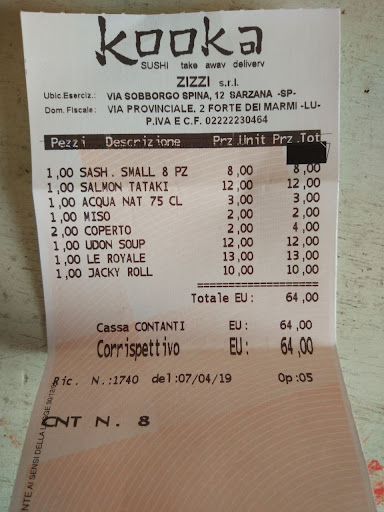 kooka
SUSHI take away delivery
ZIZZI s.r.l.
Ubic.Eserciz.: VIA SOBBORGO SPINA, 12 SARZANA -SP-
Dom. Fiscale: VIA PROVINCIALE, 2 FORTE DEI MARMI -LU-
P.IVA E C.F. 02222230464
Pezzi Descrizione Prz.Unit Prz.Tot
1,00 SASH. SMALL 8 PZ 8,00 8,00
1,00 SALMON TATAKI 12,00 12,00
1,00 ACQUA NAT 75 CL 3,00 3,00
1,00 MISO 2,00 2,00
2,00 COPERTO 2,00 4,00
1,00 UDON SOUP 12,00 12,00
1,00 LE ROYALE 13,00 13,00
1,00 JACKY ROLL 10,00 10,00
====================
Totale EU: 64,00
Cassa CONTANTI EU: 64,00
Corrispettivo EU: 64,00
Ric. N.:1740 del:07/04/19 Op:05
CNT N. 8
NTE AI SENSI DELLA